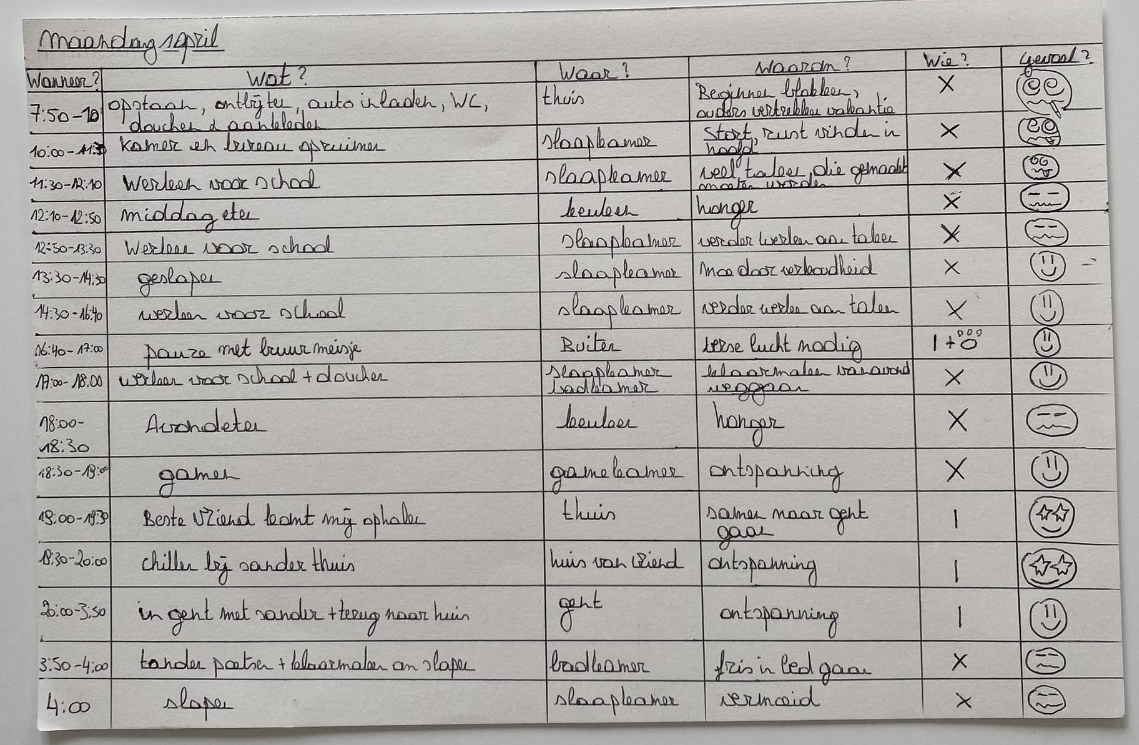 maandag 1 april
Wanneer? Wat? Waar? Waarom? Wie? Gevoel?
7:50-10 opstaan, ontbijten, auto inladen, WC, douchen & aankleden thuis Beginnen blokken, ouders vertrekken vakantie X
10:00-11:30 kamer en bureau opruimen slaapkamer Start, rust vinden in hoofd X
11:30-12:10 Werken voor school slaapkamer veel taken die gemaakt moeten worden X
12:10-12:50 middag eten keuken honger X
12:50-13:30 Werken voor school slaapkamer verder werken aan taken X
13:30-14:30 geslapen slaapkamer moe door verkoudheid X
14:30-16:40 werken voor school slaapkamer verder werken aan taken X
16:40-17:00 pauze met buurmeisje Buiten verse lucht nodig 1 +
17:00-18:00 werken voor school + douchen slaapkamer badkamer klaarmaken vanavond weggaan X
18:00-18:30 Avondeten keuken honger X
18:30-19:00 gamen gamekamer ontspanning X
19:00-19:30 Beste Vriend komt mij ophalen thuis samen naar gent gaan 1
19:30-20:00 chillen bij sander thuis huis van vriend ontspanning 1
20:00-3:50 in gent met sander + terug naar huis gent ontspanning 1
3:50-4:00 tanden poetsen + klaarmaken om slapen badkamer fris in bed gaan X
4:00 slapen slaapkamer vermoeid X